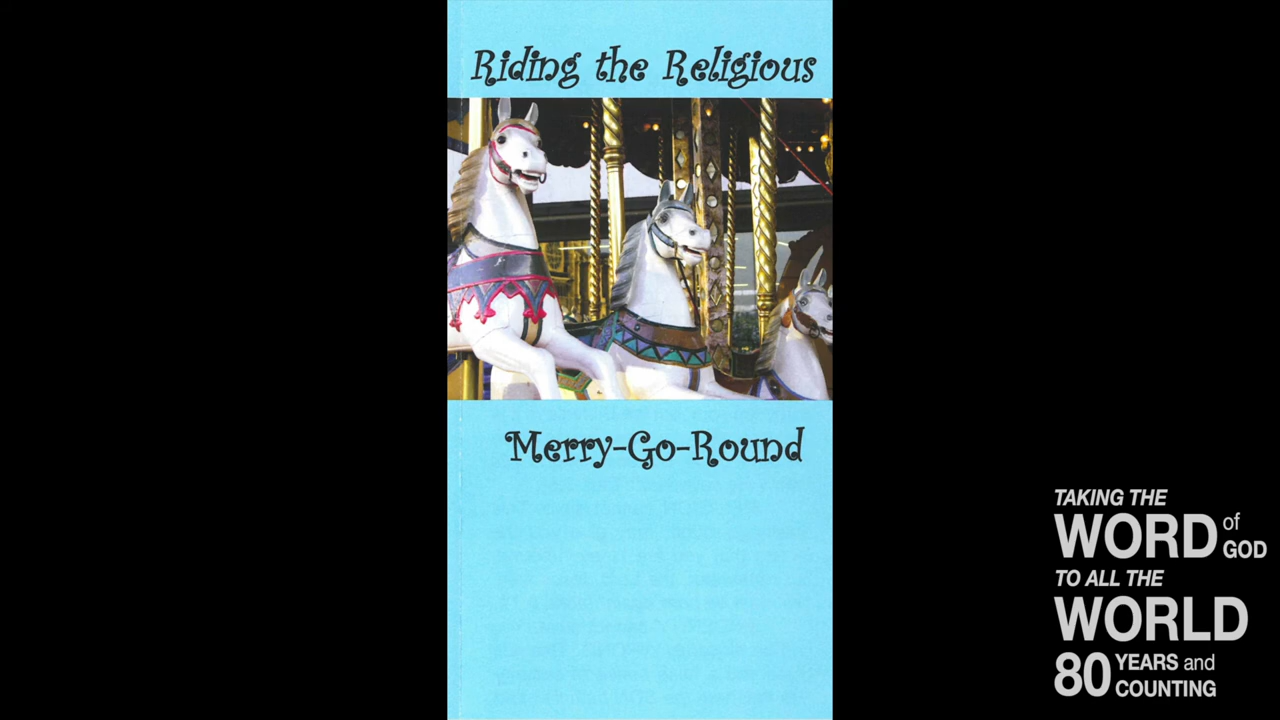 Riding the Religious
Merry-Go-Round
TAKING THE
WORD of GOD
TO ALL THE
WORLD
80 YEARS and COUNTING